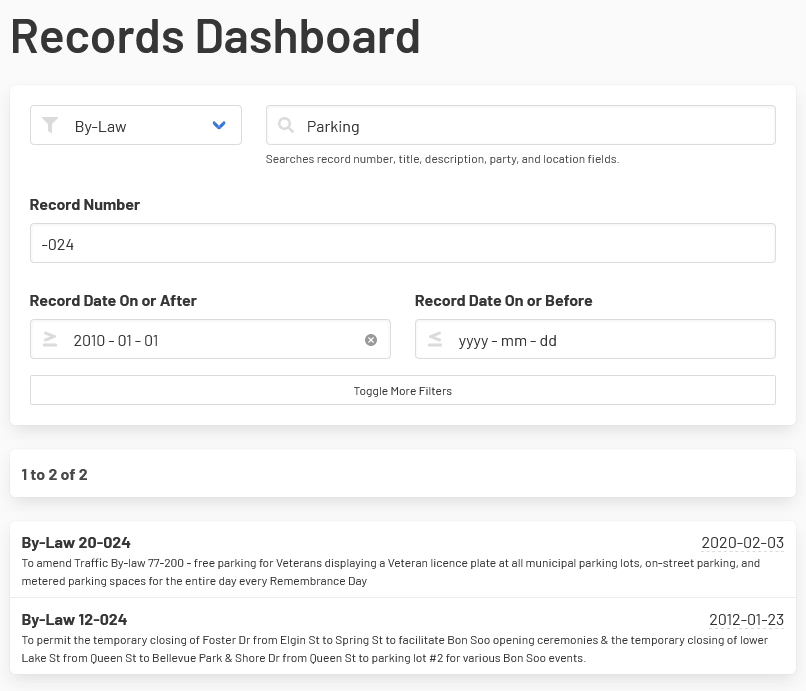 Records Dashboard
By-Law
Parking
Searches record number, title, description, party, and location fields.
Record Number
-024
Record Date On or After
Record Date On or Before
2010 - 01 - 01
yyyy - mm - dd
Toggle More Filters
1 to 2 of 2
By-Law 20-024
2020-02-03
To amend Traffic By-law 77-200 - free parking for Veterans displaying a Veteran licence plate at all municipal parking lots, on-street parking, and
metered parking spaces for the entire day every Remembrance Day
By-Law 12-024
2012-01-23
To permit the temporary closing of Foster Dr from Elgin St to Spring St to facilitate Bon Soo opening ceremonies & the temporary closing of lower
Lake St from Queen St to Bellevue Park & Shore Dr from Queen St to parking lot #2 for various Bon Soo events.